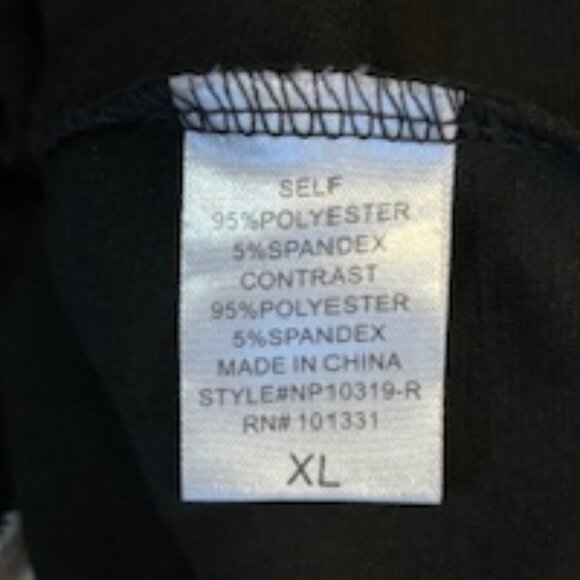 SELF
95%POLYESTER
5%SPANDEX
CONTRAST
95%POLYESTER
5%SPANDEX
MADE IN CHINA
STYLE#NP10319-R
RN# 101331
XL